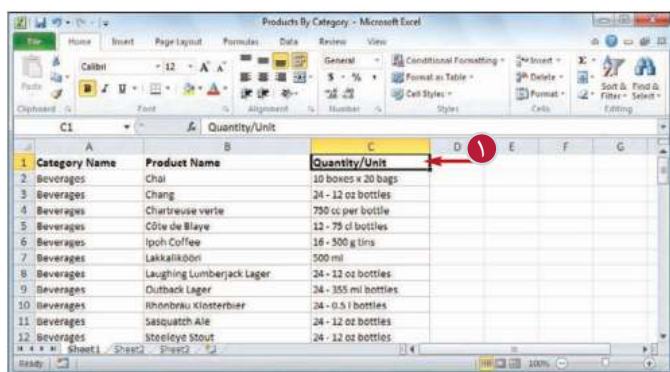 Products By Category - Microsoft Excel
File Home Insert Page Layout Formulas Data Review View
Calibri 12 A A General Conditional Formatting Insert Σ
Paste B I U A $ % , Format as Table Delete Sort & Find &
Cell Styles Format Filter Select
Clipboard Font Alignment Number Styles Cells Editing
C1 fx Quantity/Unit
A B C D E F G
١
1 Category Name Product Name Quantity/Unit
2 Beverages Chai 10 boxes x 20 bags
3 Beverages Chang 24 - 12 oz bottles
4 Beverages Chartreuse verte 750 cc per bottle
5 Beverages Côte de Blaye 12 - 75 cl bottles
6 Beverages Ipoh Coffee 16 - 500 g tins
7 Beverages Lakkalikööri 500 ml
8 Beverages Laughing Lumberjack Lager 24 - 12 oz bottles
9 Beverages Outback Lager 24 - 355 ml bottles
10 Beverages Rhönbräu Klosterbier 24 - 0.5 l bottles
11 Beverages Sasquatch Ale 24 - 12 oz bottles
12 Beverages Steeleye Stout 24 - 12 oz bottles
Sheet1 Sheet2 Sheet3
Ready 100%